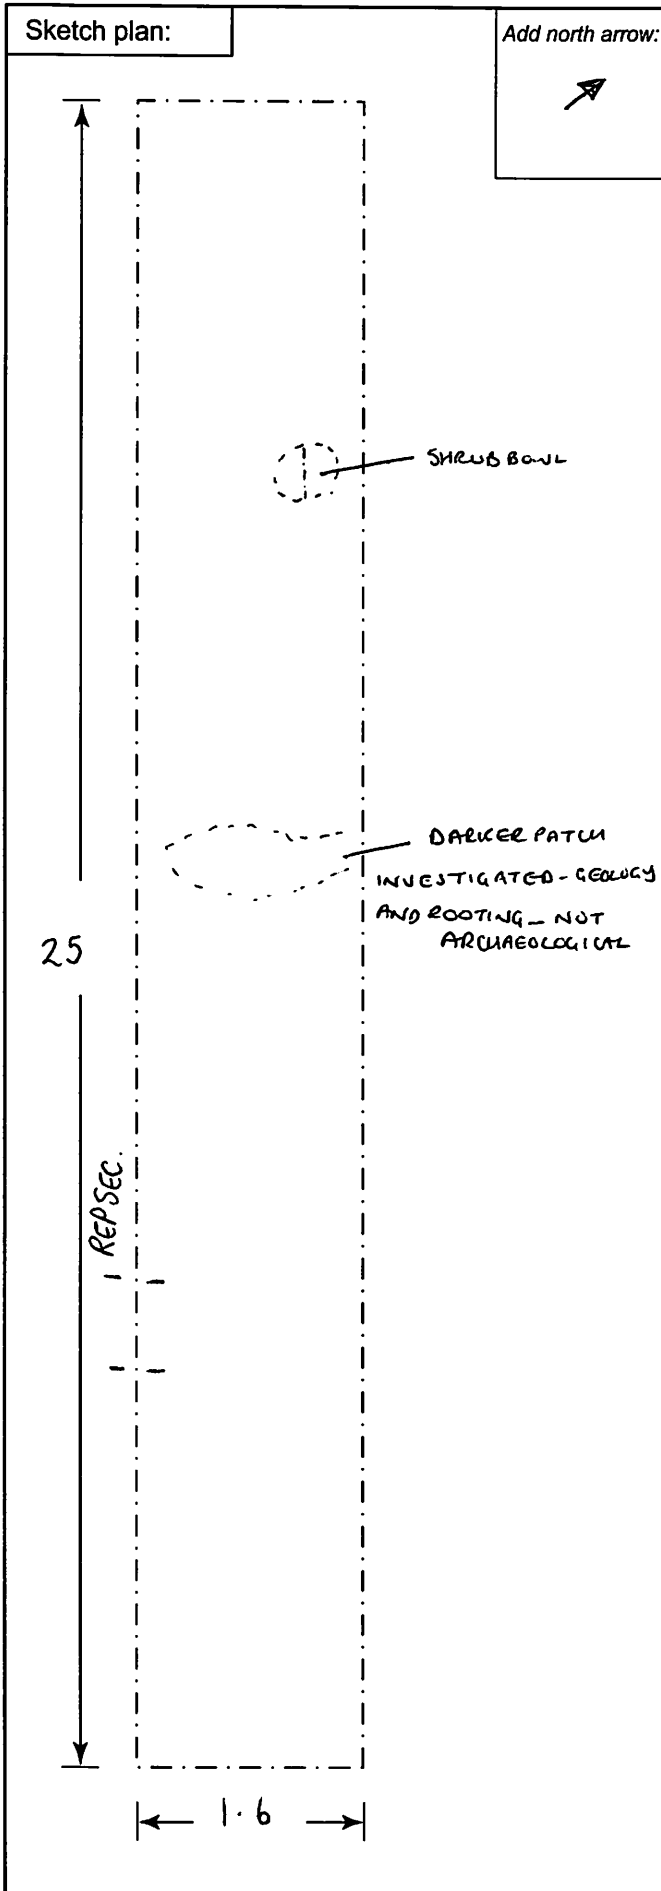 Sketch plan:
Add north arrow:
SHRUB BOWL
DARKER PATCH
INVESTIGATED - GEOLOGY
AND ROOTING - NOT
ARCHAEOLOGICAL
25
REP SEC.
1.6